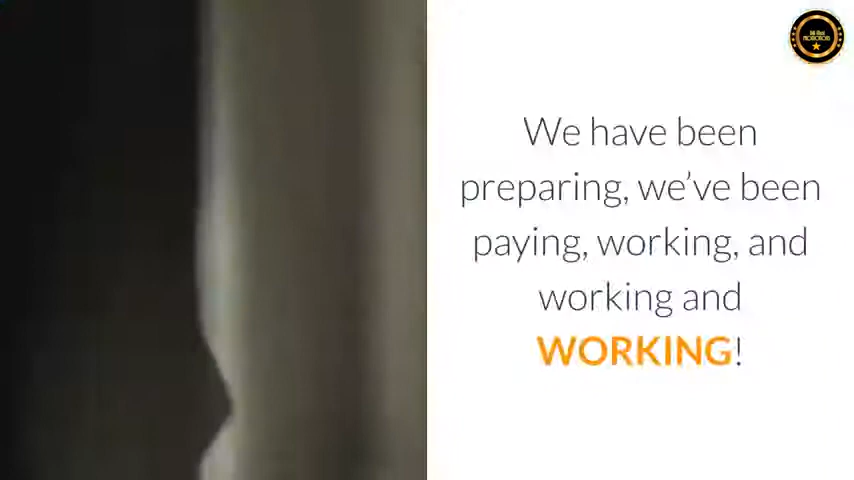 We have been
preparing, we’ve been
paying, working, and
working and
WORKING!